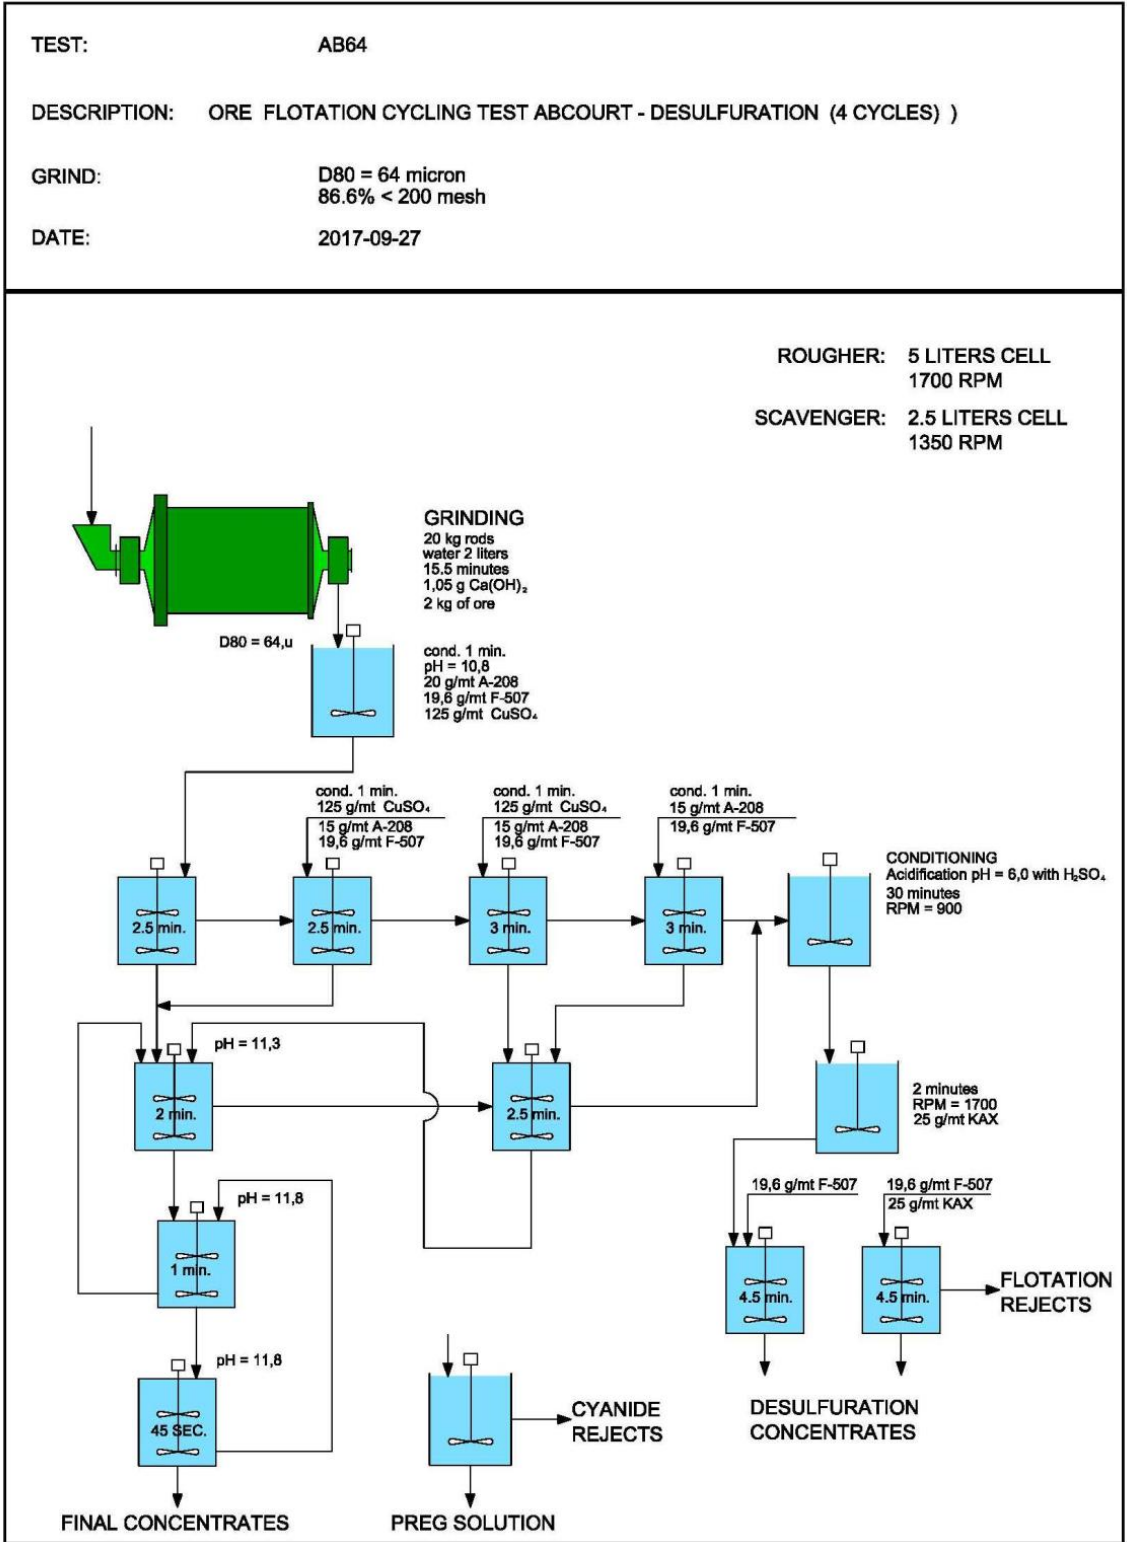 TEST: AB64
DESCRIPTION: ORE FLOTATION CYCLING TEST ABCOURT - DESULFURATION (4 CYCLES) )
GRIND: D80 = 64 micron
86.6% < 200 mesh
DATE: 2017-09-27
ROUGHER: 5 LITERS CELL
1700 RPM
SCAVENGER: 2.5 LITERS CELL
1350 RPM
GRINDING
20 kg rods
water 2 liters
15.5 minutes
1,05 g Ca(OH)₂
2 kg of ore
D80 = 64,u
cond. 1 min.
pH = 10,8
20 g/mt A-208
19,6 g/mt F-507
125 g/mt CuSO₄
cond. 1 min.
125 g/mt CuSO₄
15 g/mt A-208
19,6 g/mt F-507
cond. 1 min.
125 g/mt CuSO₄
15 g/mt A-208
19,6 g/mt F-507
cond. 1 min.
15 g/mt A-208
19,6 g/mt F-507
CONDITIONING
Acidification pH = 6,0 with H₂SO₄
30 minutes
RPM = 900
2.5 min.
2.5 min.
3 min.
3 min.
pH = 11,3
2 min.
2.5 min.
2 minutes
RPM = 1700
25 g/mt KAX
pH = 11,8
1 min.
19,6 g/mt F-507
19,6 g/mt F-507
25 g/mt KAX
4.5 min.
4.5 min.
FLOTATION
REJECTS
pH = 11,8
45 SEC.
CYANIDE
REJECTS
DESULFURATION
CONCENTRATES
FINAL CONCENTRATES
PREG SOLUTION